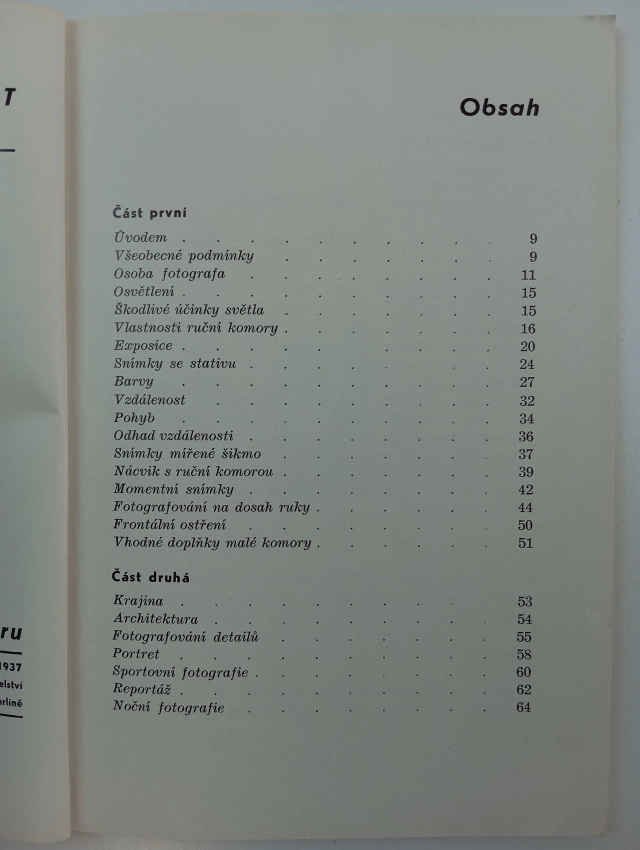 T
ru
1937
elství
arlíně
Obsah
Část první
Úvodem . . . . . . . . . . 9
Všeobecné podmínky . . . . . . . 9
Osoba fotografa . . . . . . . . 11
Osvětlení . . . . . . . . . . 15
Škodlivé účinky světla . . . . . . . 15
Vlastnosti ruční komory . . . . . . . 16
Exposice . . . . . . . . . . 20
Snímky se stativu . . . . . . . . 24
Barvy . . . . . . . . . . 27
Vzdálenost . . . . . . . . . 32
Pohyb . . . . . . . . . . 34
Odhad vzdálenosti . . . . . . . . 36
Snímky mířené šikmo . . . . . . . 37
Nácvik s ruční komorou . . . . . . . 39
Momentní snímky . . . . . . . . 42
Fotografování na dosah ruky . . . . . . 44
Frontální ostření . . . . . . . . 50
Vhodné doplňky malé komory . . . . . . 51
Část druhá
Krajina . . . . . . . . . . 53
Architektura . . . . . . . . . 54
Fotografování detailů . . . . . . . 55
Portret . . . . . . . . . . 58
Sportovní fotografie . . . . . . . . 60
Reportáž . . . . . . . . . . 62
Noční fotografie . . . . . . . . 64